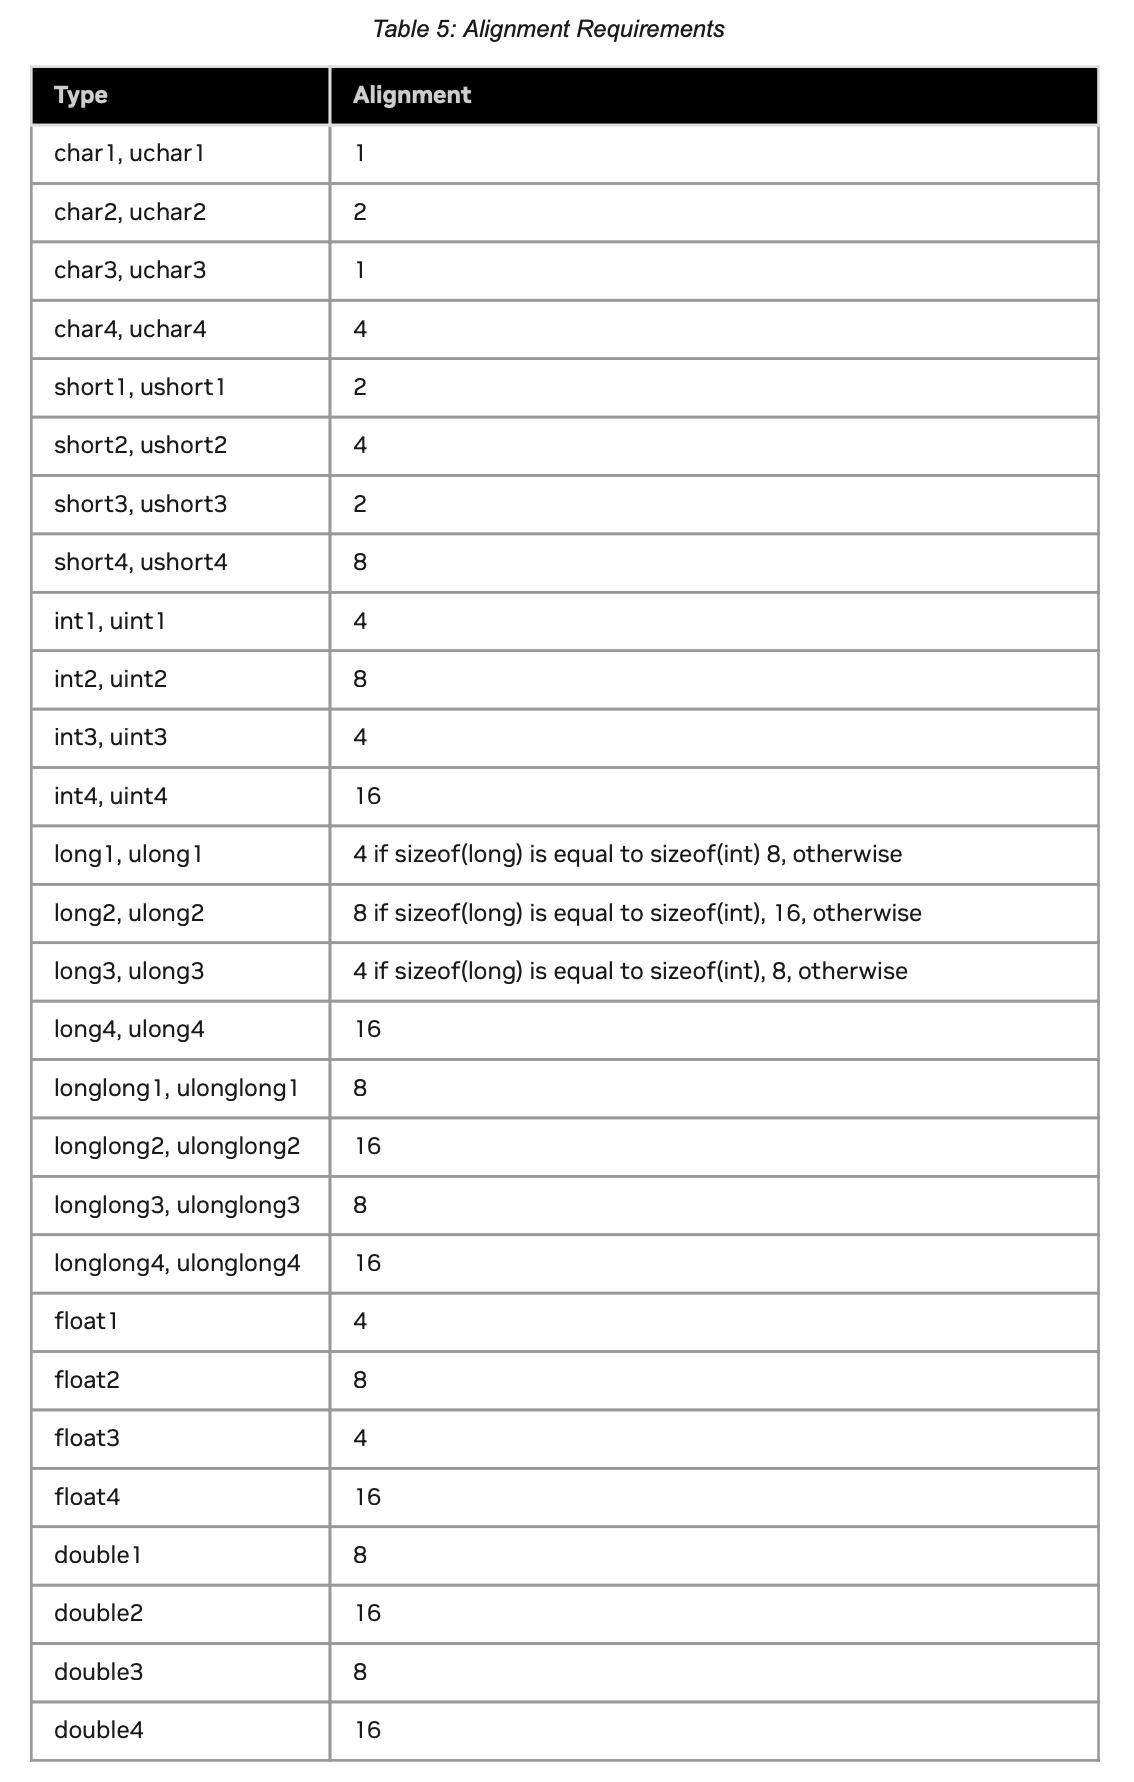 Table 5: Alignment Requirements
Type Alignment
char1, uchar1 1
char2, uchar2 2
char3, uchar3 1
char4, uchar4 4
short1, ushort1 2
short2, ushort2 4
short3, ushort3 2
short4, ushort4 8
int1, uint1 4
int2, uint2 8
int3, uint3 4
int4, uint4 16
long1, ulong1 4 if sizeof(long) is equal to sizeof(int) 8, otherwise
long2, ulong2 8 if sizeof(long) is equal to sizeof(int), 16, otherwise
long3, ulong3 4 if sizeof(long) is equal to sizeof(int), 8, otherwise
long4, ulong4 16
longlong1, ulonglong1 8
longlong2, ulonglong2 16
longlong3, ulonglong3 8
longlong4, ulonglong4 16
float1 4
float2 8
float3 4
float4 16
double1 8
double2 16
double3 8
double4 16